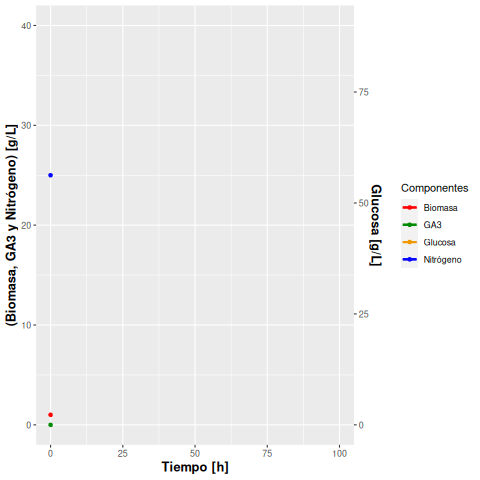 (Biomasa, GA3 y Nitrógeno) [g/L]
40
30
20
10
0
0
25
50
75
100
Tiempo [h]
75
50
25
0
Glucosa [g/L]
Componentes
Biomasa
GA3
Glucosa
Nitrógeno